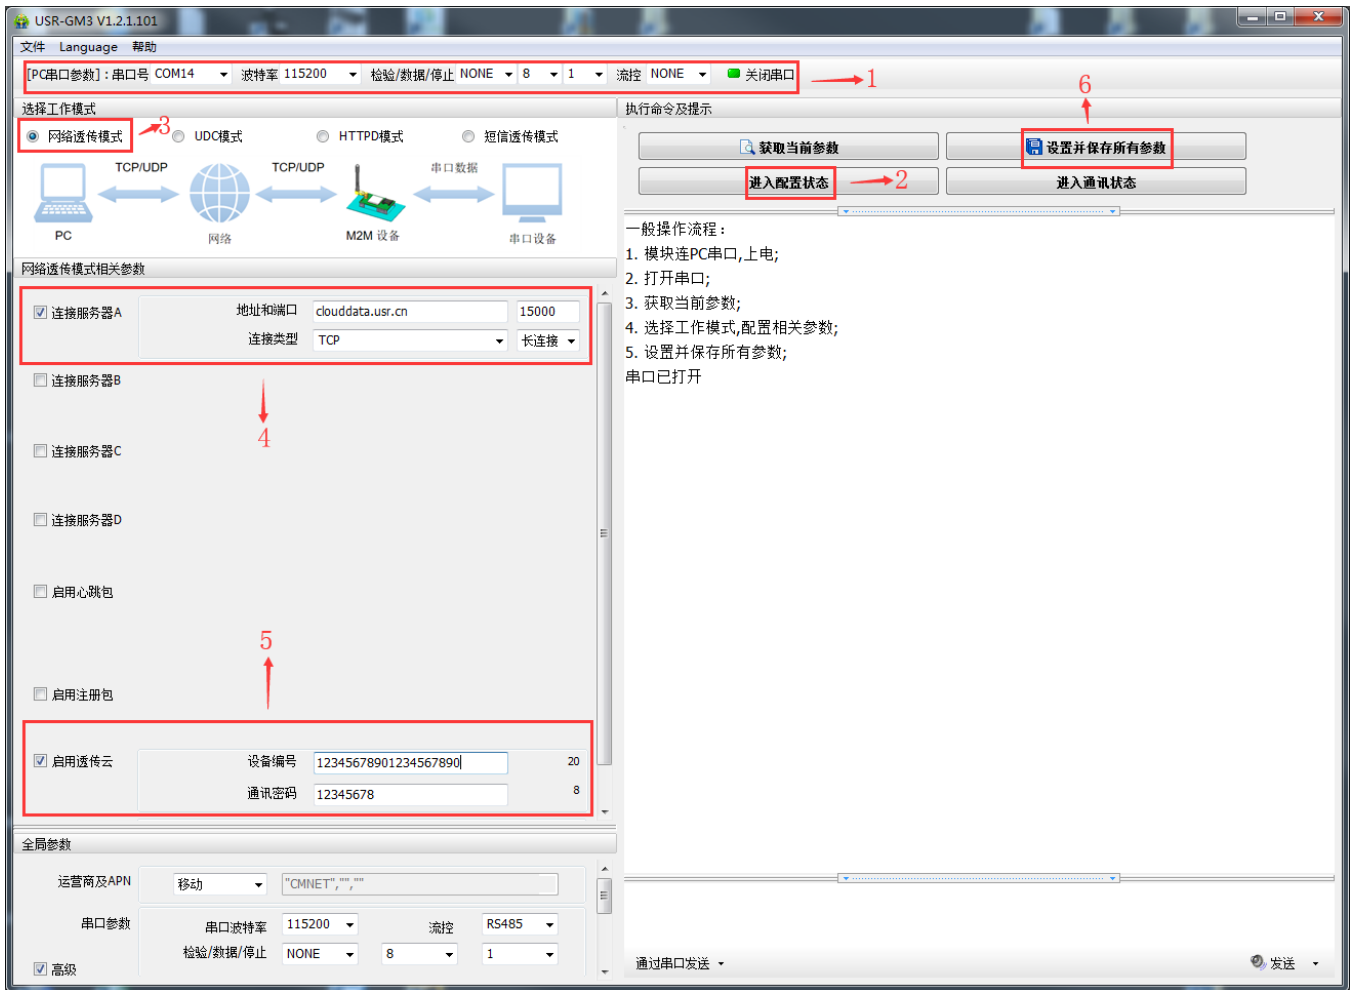 USR-GM3 V1.2.1.101
文件 Language 帮助
[PC串口参数]：串口号 COM14 波特率 115200 检验/数据/停止 NONE 8 1 流控 NONE 关闭串口
1
选择工作模式
网络透传模式 3 UDC模式 HTTPD模式 短信透传模式
TCP/UDP TCP/UDP 串口数据
PC 网络 M2M 设备 串口设备
网络透传模式相关参数
连接服务器A 地址和端口 clouddata.usr.cn 15000
连接类型 TCP 长连接
连接服务器B
4
连接服务器C
连接服务器D
启用心跳包
5
启用注册包
启用透传云 设备编号 12345678901234567890 20
通讯密码 12345678 8
全局参数
运营商及APN 移动 "CMNET","",""
串口参数 串口波特率 115200 流控 RS485
检验/数据/停止 NONE 8 1
高级
执行命令及提示
6
获取当前参数 设置并保存所有参数
进入配置状态 2 进入通讯状态
一般操作流程：
1. 模块连PC串口,上电;
2. 打开串口;
3. 获取当前参数;
4. 选择工作模式,配置相关参数;
5. 设置并保存所有参数;
串口已打开
通过串口发送 发送